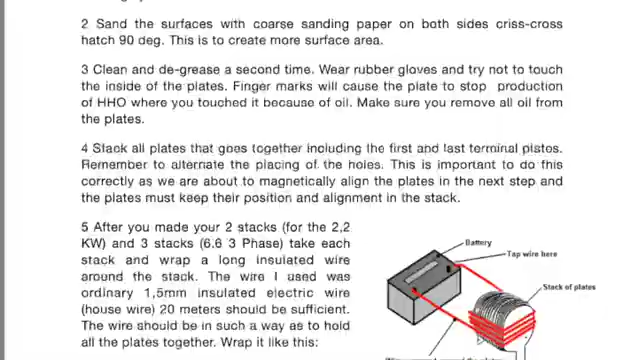 2 Sand the surfaces with coarse sanding paper on both sides criss-cross
hatch 90 deg. This is to create more surface area.
3 Clean and de-grease a second time. Wear rubber gloves and try not to touch
the inside of the plates. Finger marks will cause the plate to stop production
of HHO where you touched it because of oil. Make sure you remove all oil from
the plates.
4 Stack all plates that goes together including the first and last terminal plates.
Remember to alternate the placing of the holes. This is important to do this
correctly as we are about to magnetically align the plates in the next step and
the plates must keep their position and alignment in the stack.
5 After you made your 2 stacks (for the 2,2
KW) and 3 stacks (6.6 3 Phase) take each
stack and wrap a long insulated wire
around the stack. The wire I used was
ordinary 1,5mm insulated electric wire
(house wire) 20 meters should be sufficient.
The wire should be in such a way as to hold
all the plates together. Wrap it like this:
Battery
Tap wire here
Stack of plates